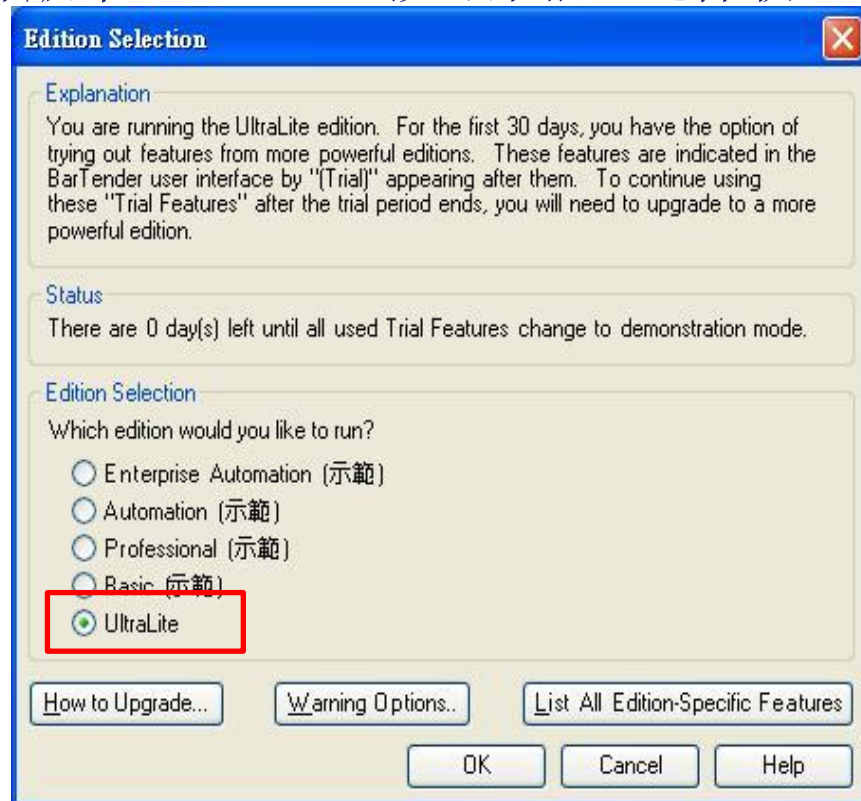 Edition Selection
Explanation
You are running the UltraLite edition. For the first 30 days, you have the option of
trying out features from more powerful editions. These features are indicated in the
BarTender user interface by "(Trial)" appearing after them. To continue using
these "Trial Features" after the trial period ends, you will need to upgrade to a more
powerful edition.
Status
There are 0 day(s) left until all used Trial Features change to demonstration mode.
Edition Selection
Which edition would you like to run?
Enterprise Automation (示範)
Automation (示範)
Professional (示範)
Basic (示範)
UltraLite
How to Upgrade... Warning Options.. List All Edition-Specific Features
OK Cancel Help